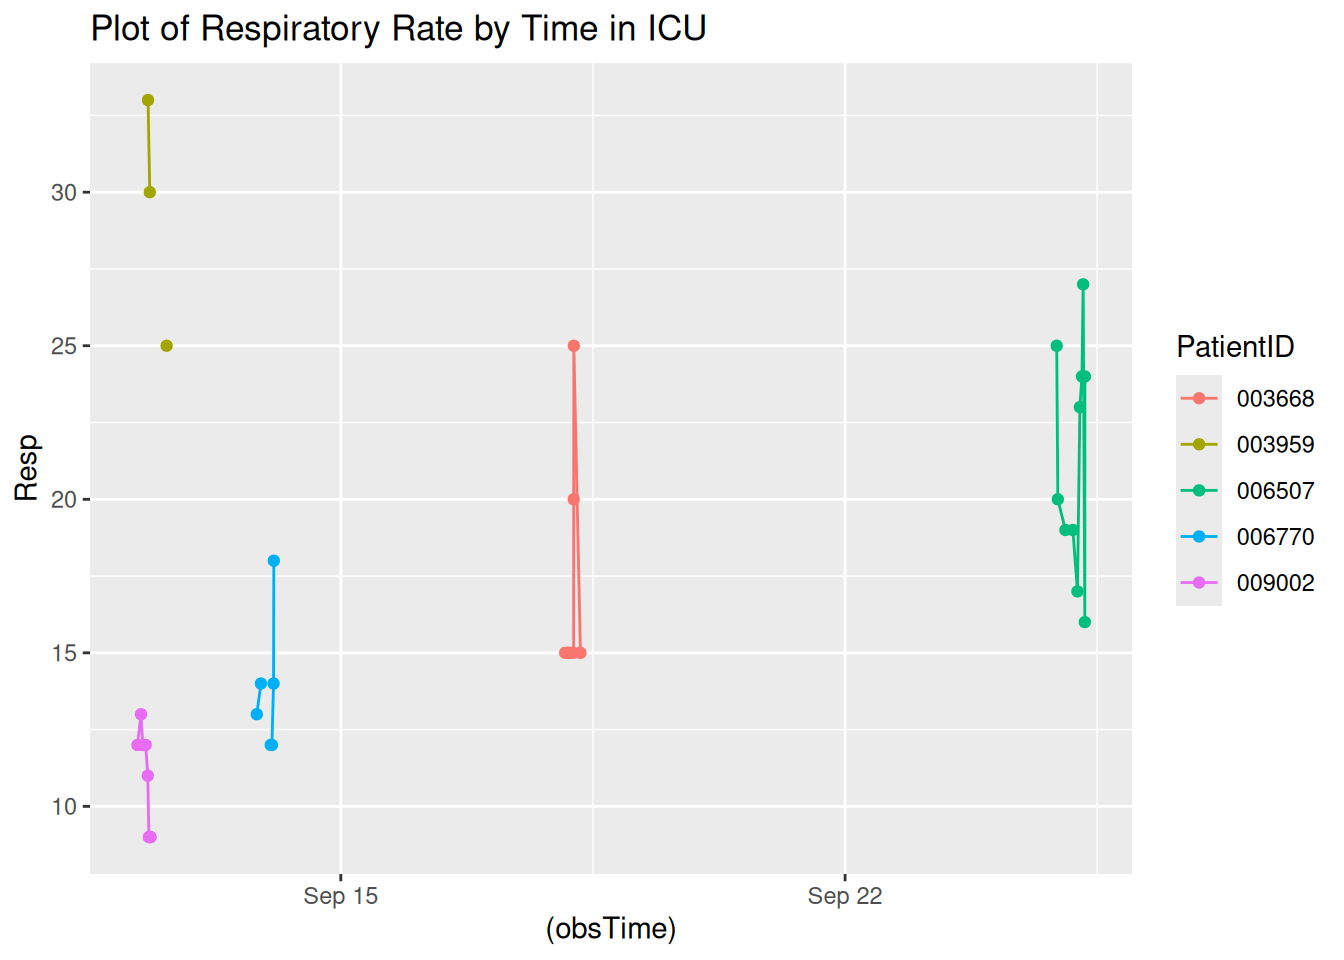 Plot of Respiratory Rate by Time in ICU
Resp
30
25
20
15
10
Sep 15
Sep 22
(obsTime)
PatientID
003668
003959
006507
006770
009002